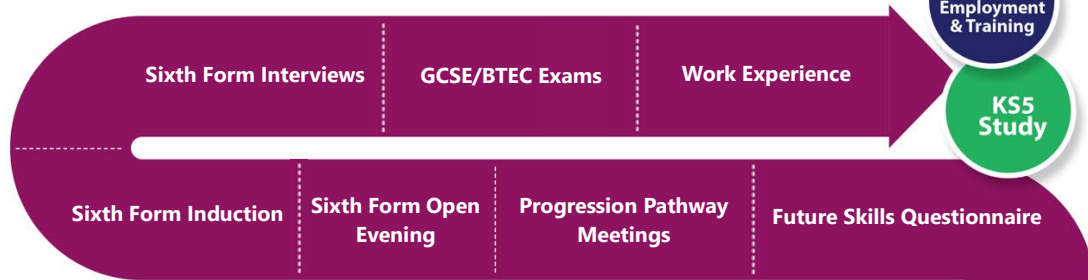 Employment
& Training
Sixth Form Interviews
GCSE/BTEC Exams
Work Experience
KS5
Study
Sixth Form Induction
Sixth Form Open
Evening
Progression Pathway
Meetings
Future Skills Questionnaire